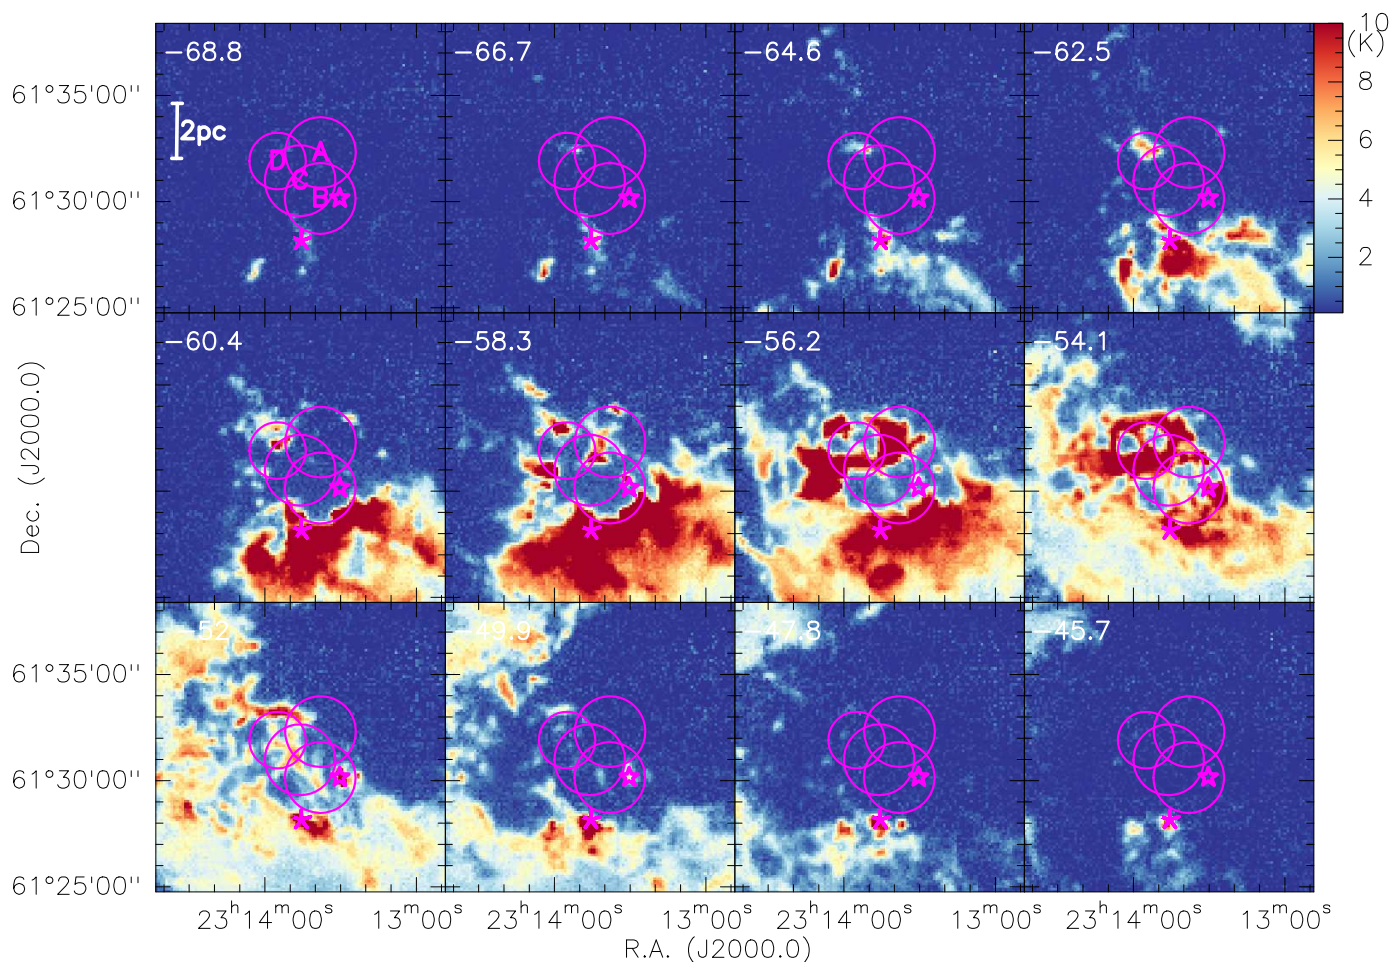 −68.8 −66.7 −64.6 −62.5 10
(K)
61°35'00" 8
2pc 6
D A
C
61°30'00" B 4
2
61°25'00"
−60.4 −58.3 −56.2 −54.1
Dec. (J2000.0)
52 −49.9 −47.8 −45.7
61°35'00"
61°30'00"
61°25'00"
23ʰ14ᵐ00ˢ 13ᵐ00ˢ 23ʰ14ᵐ00ˢ 13ᵐ00ˢ 23ʰ14ᵐ00ˢ 13ᵐ00ˢ 23ʰ14ᵐ00ˢ 13ᵐ00ˢ
R.A. (J2000.0)